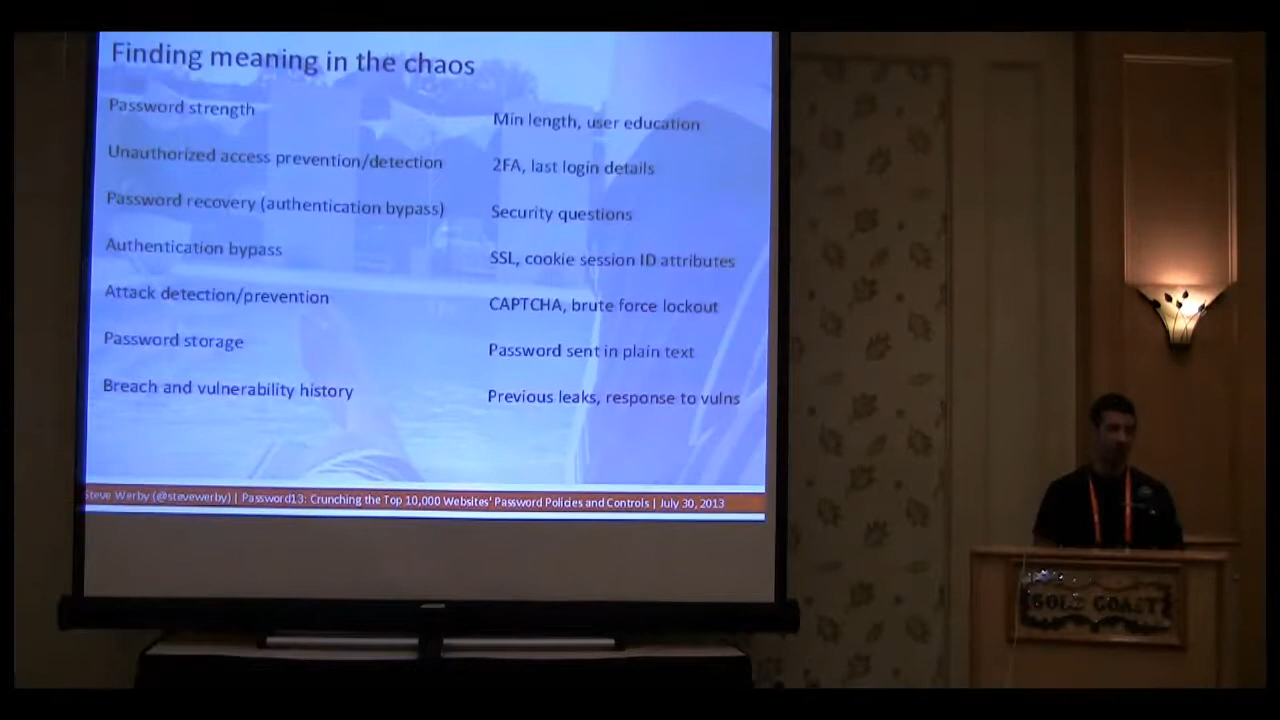 Finding meaning in the chaos
Password strength
Min length, user education
Unauthorized access prevention/detection
2FA, last login details
Password recovery (authentication bypass)
Security questions
Authentication bypass
SSL, cookie session ID attributes
Attack detection/prevention
CAPTCHA, brute force lockout
Password storage
Password sent in plain text
Breach and vulnerability history
Previous leaks, response to vulns
Steve Werby (@stevewerby) | Password13: Crunching the Top 10,000 Websites' Password Policies and Controls | July 30, 2013
GOLD COAST